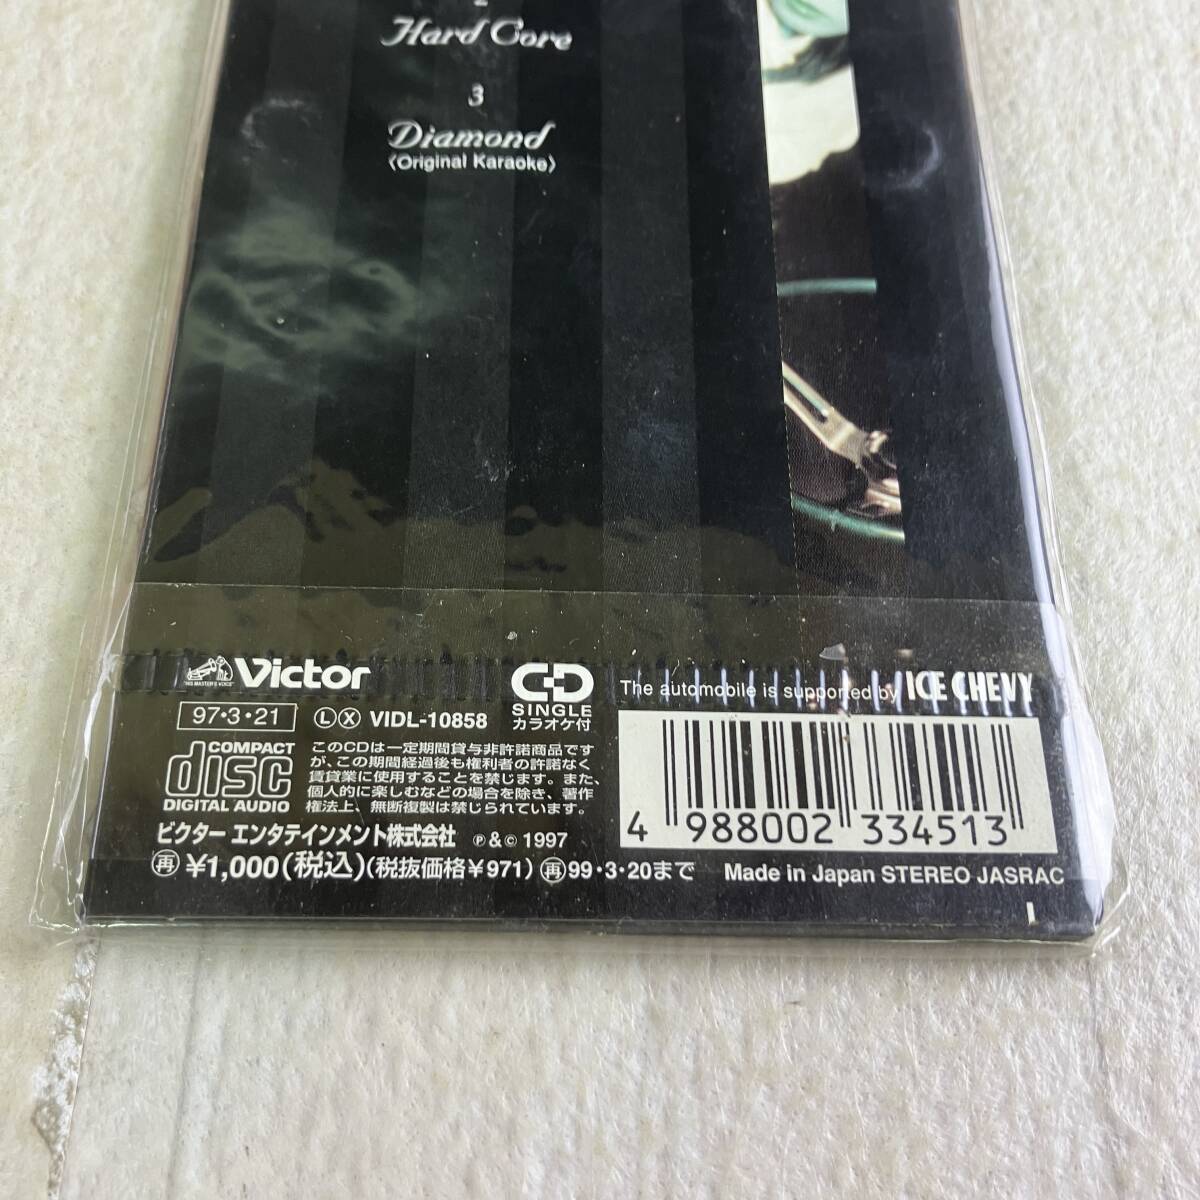 2
Hard Core
3
Diamond
〈Original Karaoke〉
"HIS MASTER'S VOICE"
Victor
CD
SINGLE
カラオケ付
The automobile is supported by ICE CHEVY
97・3・21
Ⓛ Ⓧ VIDL-10858
COMPACT
disc
DIGITAL AUDIO
このCDは一定期間貸与非許諾商品です
が、この期間経過後も権利者の許諾なく
賃貸業に使用することを禁じます。また、
個人的に楽しむなどの場合を除き、著作
権法上、無断複製は禁じられています。
4 988002 334513
ビクター エンタテインメント株式会社 ℗&© 1997
再 ¥1,000(税込)(税抜価格¥971) 再 99・3・20まで
Made in Japan STEREO JASRAC